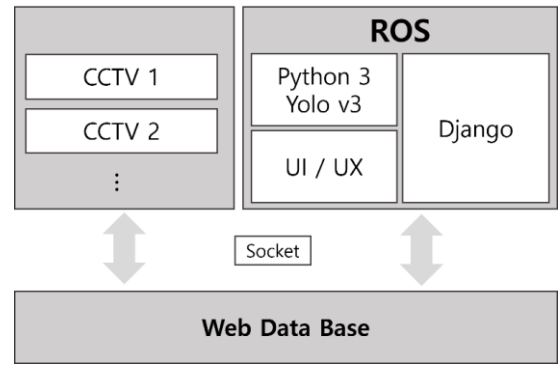 CCTV 1
CCTV 2
⋮
ROS
Python 3
Yolo v3
UI / UX
Django
Socket
Web Data Base